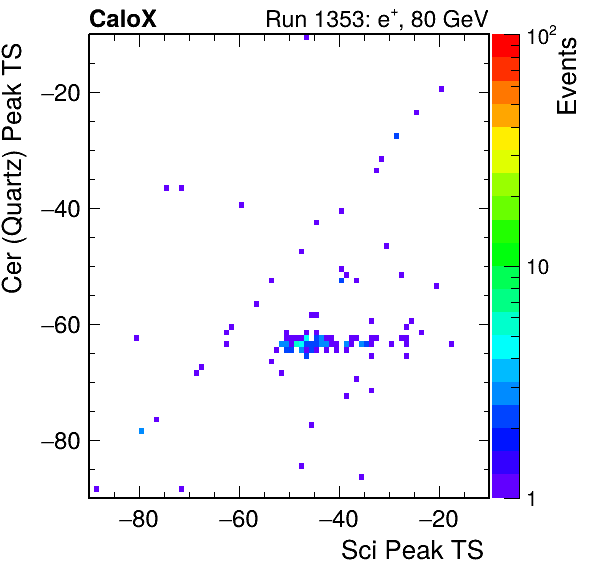 CaloX Run 1353: e⁺, 80 GeV
Cer (Quartz) Peak TS
−20
−40
−60
−80
−80 −60 −40 −20
Sci Peak TS
10²
10
1
Events